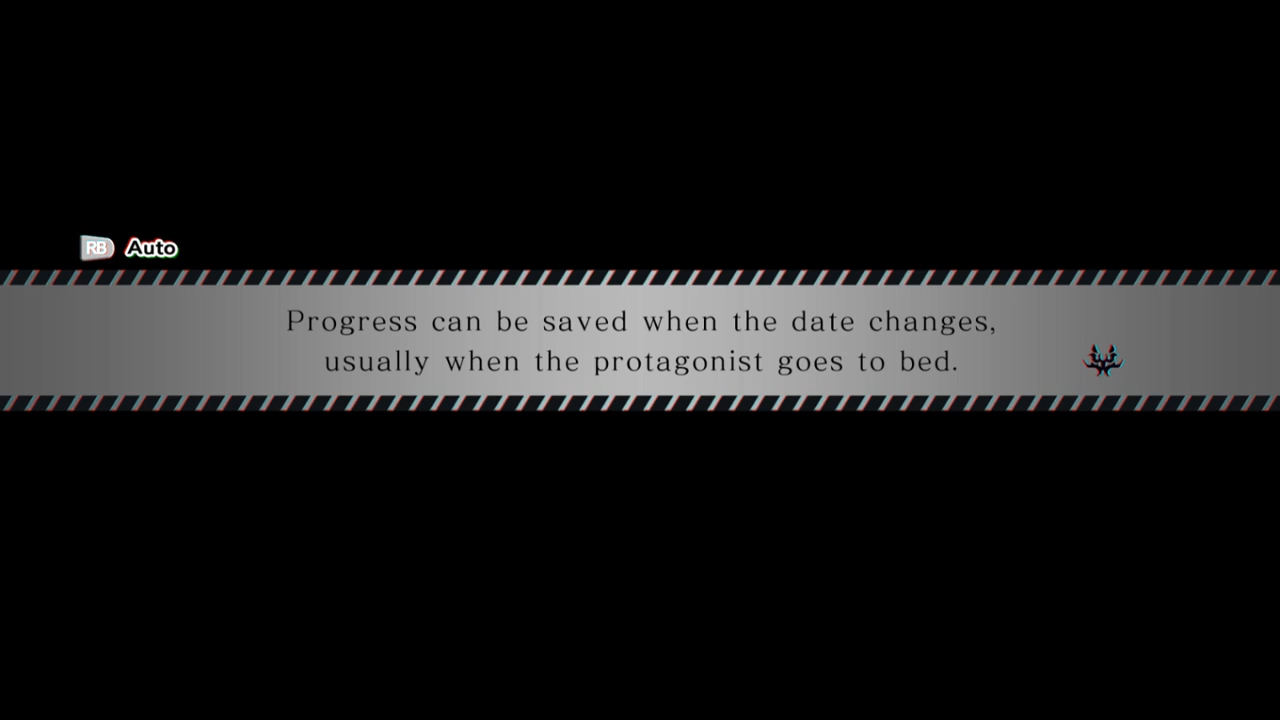 RB Auto
Progress can be saved when the date changes,
usually when the protagonist goes to bed.